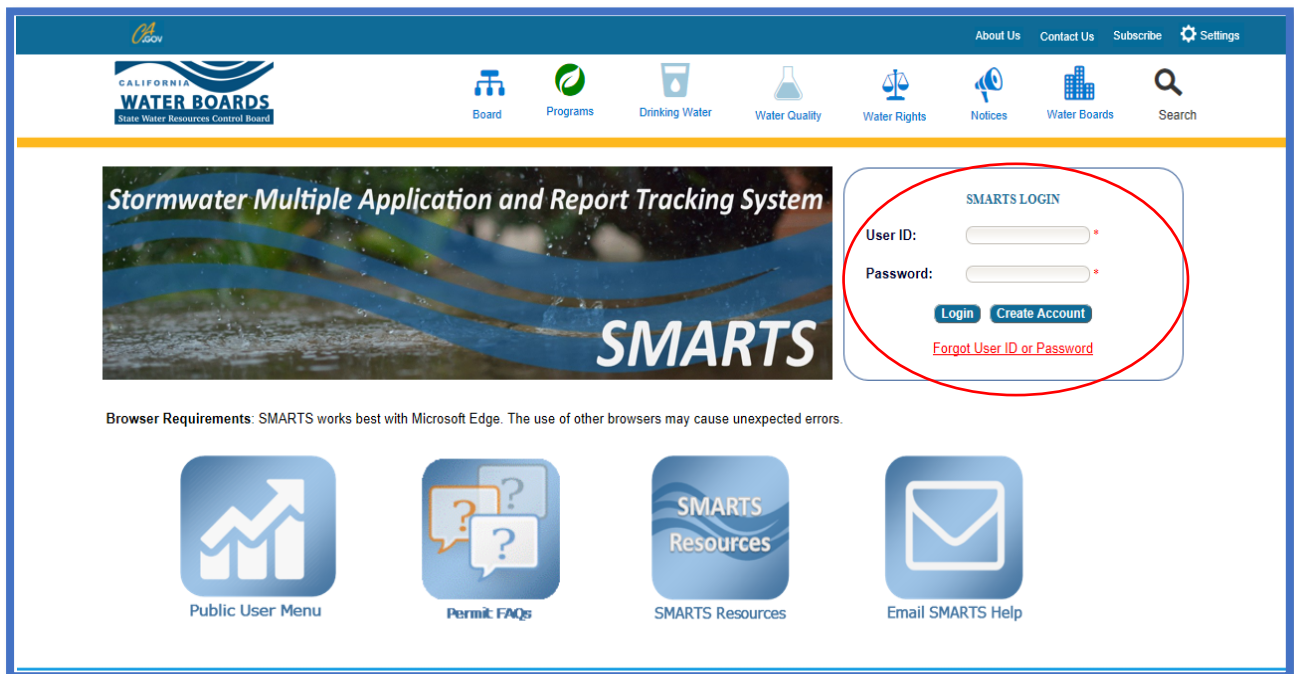 CA.GOV
About Us Contact Us Subscribe Settings
CALIFORNIA
WATER BOARDS
State Water Resources Control Board
Board Programs Drinking Water Water Quality Water Rights Notices Water Boards Search
Stormwater Multiple Application and Report Tracking System
SMARTS
SMARTS LOGIN
User ID: *
Password: *
Login Create Account
Forgot User ID or Password
Browser Requirements: SMARTS works best with Microsoft Edge. The use of other browsers may cause unexpected errors.
? ? ?
SMARTS
Resources
Public User Menu Permit FAQs SMARTS Resources Email SMARTS Help